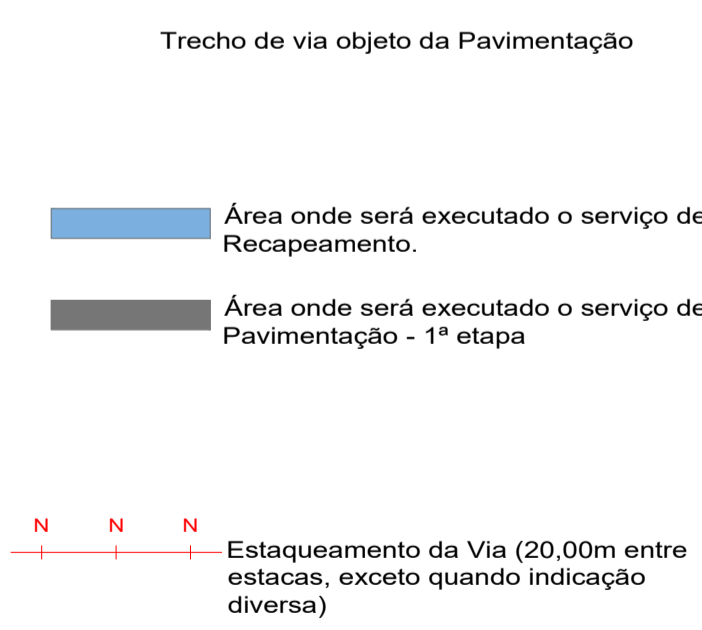 Trecho de via objeto da Pavimentação
Área onde será executado o serviço de
Recapeamento.
Área onde será executado o serviço de
Pavimentação - 1ª etapa
N N N
Estaqueamento da Via (20,00m entre
estacas, exceto quando indicação
diversa)